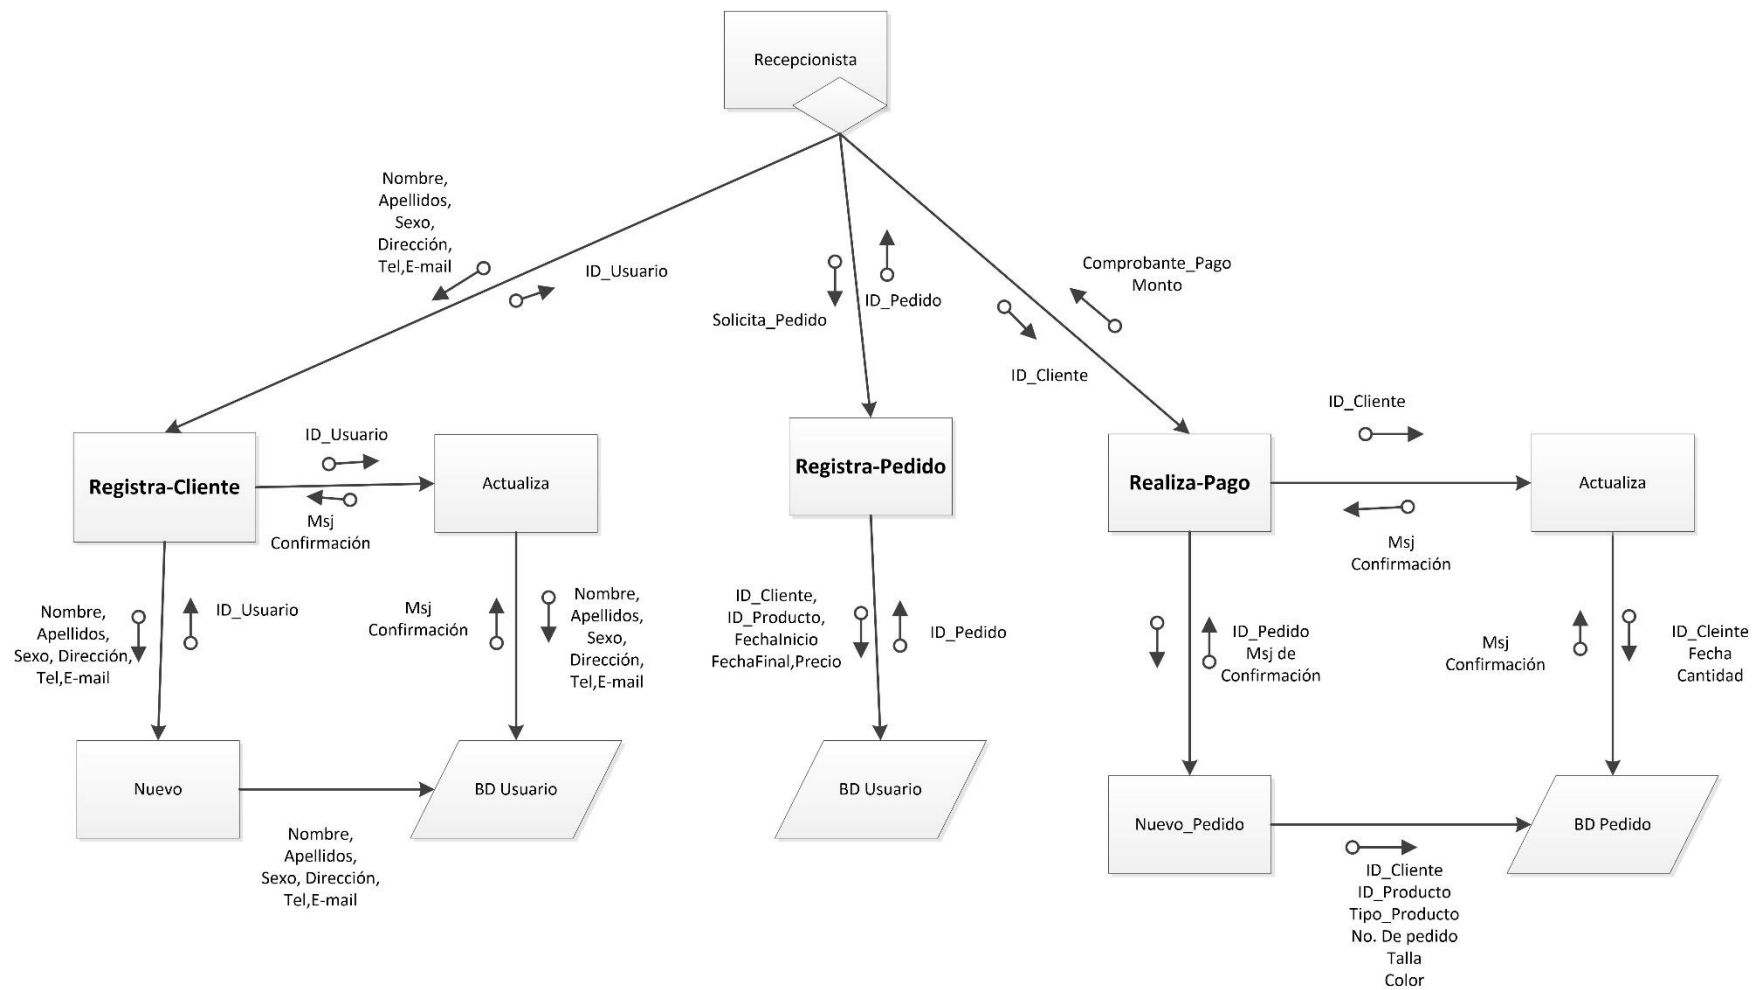 Recepcionista
Nombre,
Apellidos,
Sexo,
Dirección,
Tel,E-mail
ID_Usuario
Solicita_Pedido
ID_Pedido
Comprobante_Pago
Monto
ID_Cliente
Registra-Cliente
ID_Usuario
Msj
Confirmación
Actualiza
Registra-Pedido
Realiza-Pago
ID_Cliente
Msj
Confirmación
Actualiza
Nombre,
Apellidos,
Sexo, Dirección,
Tel,E-mail
ID_Usuario
Msj
Confirmación
Nombre,
Apellidos,
Sexo,
Dirección,
Tel,E-mail
ID_Cliente,
ID_Producto,
FechaInicio
FechaFinal,Precio
ID_Pedido
ID_Pedido
Msj de
Confirmación
Msj
Confirmación
ID_Cleinte
Fecha
Cantidad
Nuevo
BD Usuario
BD Usuario
Nuevo_Pedido
BD Pedido
Nombre,
Apellidos,
Sexo, Dirección,
Tel,E-mail
ID_Cliente
ID_Producto
Tipo_Producto
No. De pedido
Talla
Color